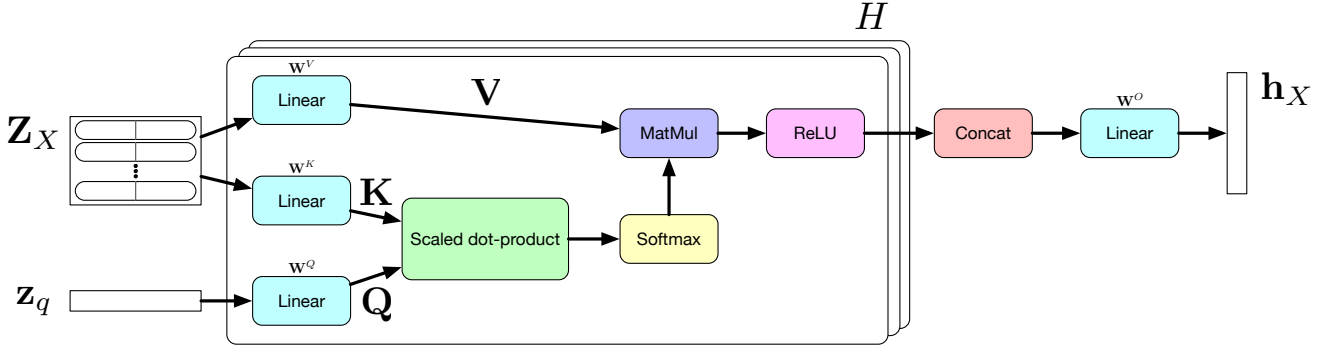 H
W^V
Linear
V
Z_X
MatMul
ReLU
Concat
W^O
Linear
h_X
W^K
Linear
K
Scaled dot-product
Softmax
W^Q
Linear
Q
z_q